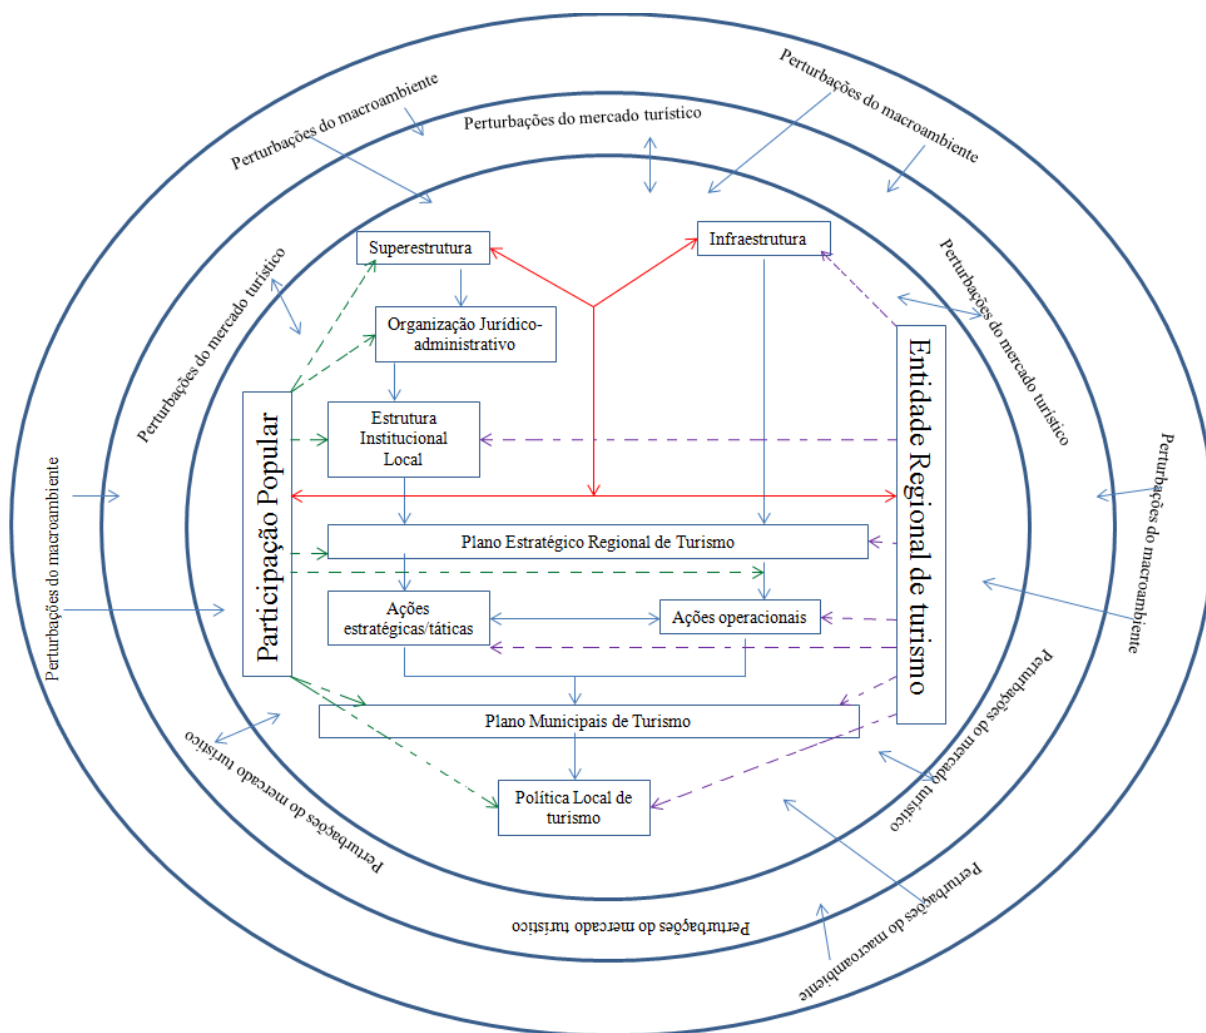 Perturbações do macroambiente
Perturbações do macroambiente
Perturbações do mercado turístico
Superestrutura
Infraestrutura
Perturbações do mercado turístico
Perturbações do mercado turístico
Organização Jurídico-
administrativo
Estrutura
Institucional
Local
Participação Popular
Entidade Regional de turismo
Perturbações do macroambiente
Perturbações do macroambiente
Plano Estratégico Regional de Turismo
Ações
estratégicas/táticas
Ações operacionais
Plano Municipais de Turismo
Política Local de
turismo
Perturbações do mercado
turístico
Perturbações do mercado
turístico
Perturbações do mercado turístico
Perturbações do macroambiente